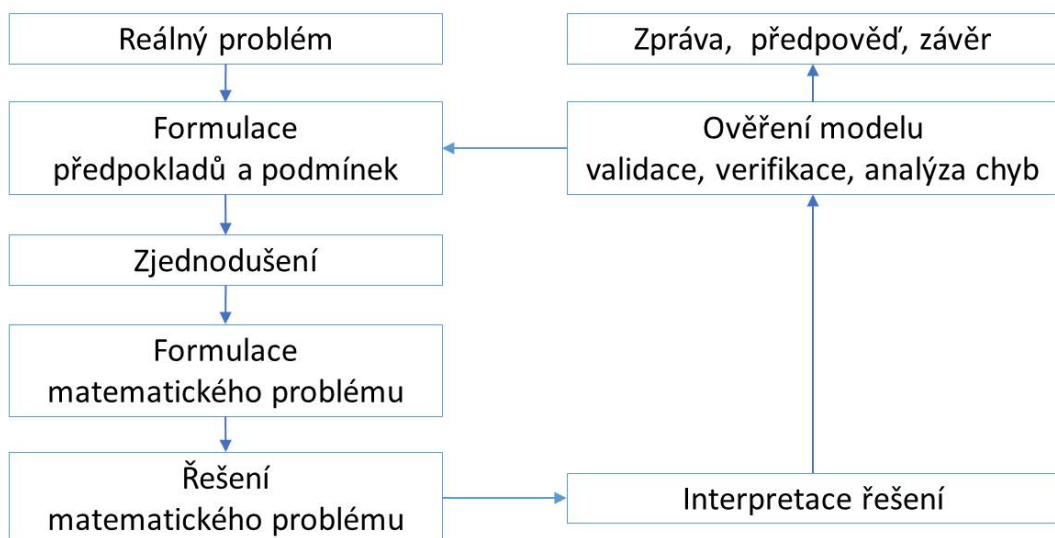 Reálný problém
Formulace
předpokladů a podmínek
Zjednodušení
Formulace
matematického problému
Řešení
matematického problému
Interpretace řešení
Ověření modelu
validace, verifikace, analýza chyb
Zpráva, předpověď, závěr